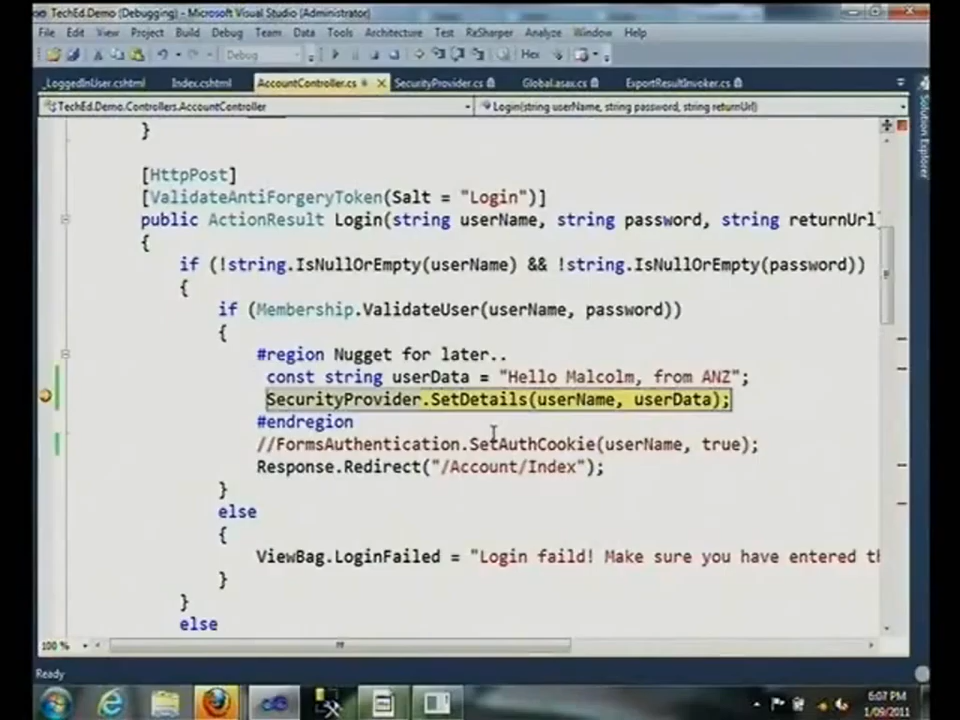 TechEd.Demo (Debugging) - Microsoft Visual Studio (Administrator)
File Edit View Project Build Debug Team Data Tools Architecture Test ReSharper Analyze Window Help
Debug Hex
_LoggedInUser.cshtml Index.cshtml AccountController.cs SecurityProvider.cs Global.asax.cs ExportResultInvoker.cs
TechEd.Demo.Controllers.AccountController Login(string userName, string password, string returnUrl)
Solution Explorer
}
[HttpPost]
[ValidateAntiForgeryToken(Salt = "Login")]
public ActionResult Login(string userName, string password, string returnUrl
{
if (!string.IsNullOrEmpty(userName) && !string.IsNullOrEmpty(password))
{
if (Membership.ValidateUser(userName, password))
{
#region Nugget for later..
const string userData = "Hello Malcolm, from ANZ";
SecurityProvider.SetDetails(userName, userData);
#endregion
//FormsAuthentication.SetAuthCookie(userName, true);
Response.Redirect("/Account/Index");
}
else
{
ViewBag.LoginFailed = "Login faild! Make sure you have entered th
}
}
else
100 %
Ready
6:07 PM
1/09/2011